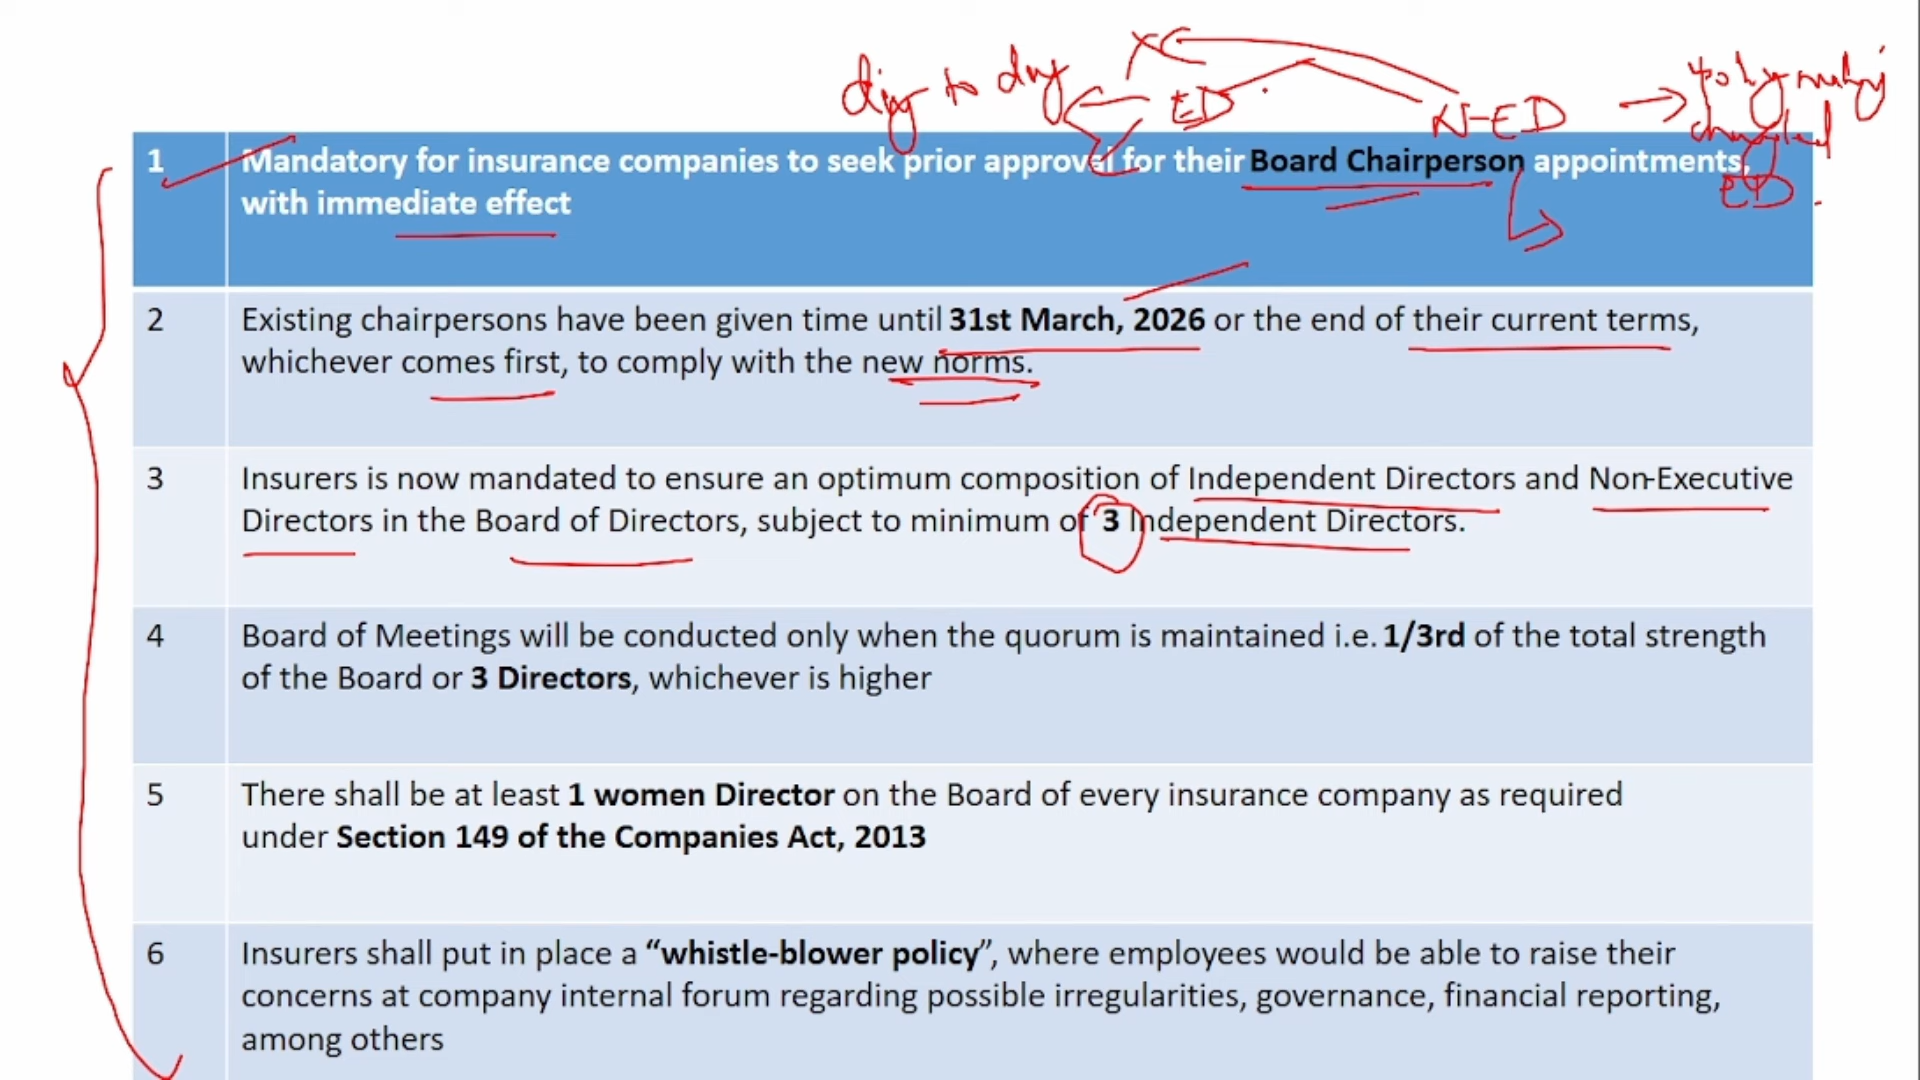 day to day
ED
N-ED
policy making
ED
1
Mandatory for insurance companies to seek prior approval for their Board Chairperson appointments,
with immediate effect
2
Existing chairpersons have been given time until 31st March, 2026 or the end of their current terms,
whichever comes first, to comply with the new norms.
3
Insurers is now mandated to ensure an optimum composition of Independent Directors and Non-Executive
Directors in the Board of Directors, subject to minimum of 3 Independent Directors.
4
Board of Meetings will be conducted only when the quorum is maintained i.e. 1/3rd of the total strength
of the Board or 3 Directors, whichever is higher
5
There shall be at least 1 women Director on the Board of every insurance company as required
under Section 149 of the Companies Act, 2013
6
Insurers shall put in place a “whistle-blower policy”, where employees would be able to raise their
concerns at company internal forum regarding possible irregularities, governance, financial reporting,
among others